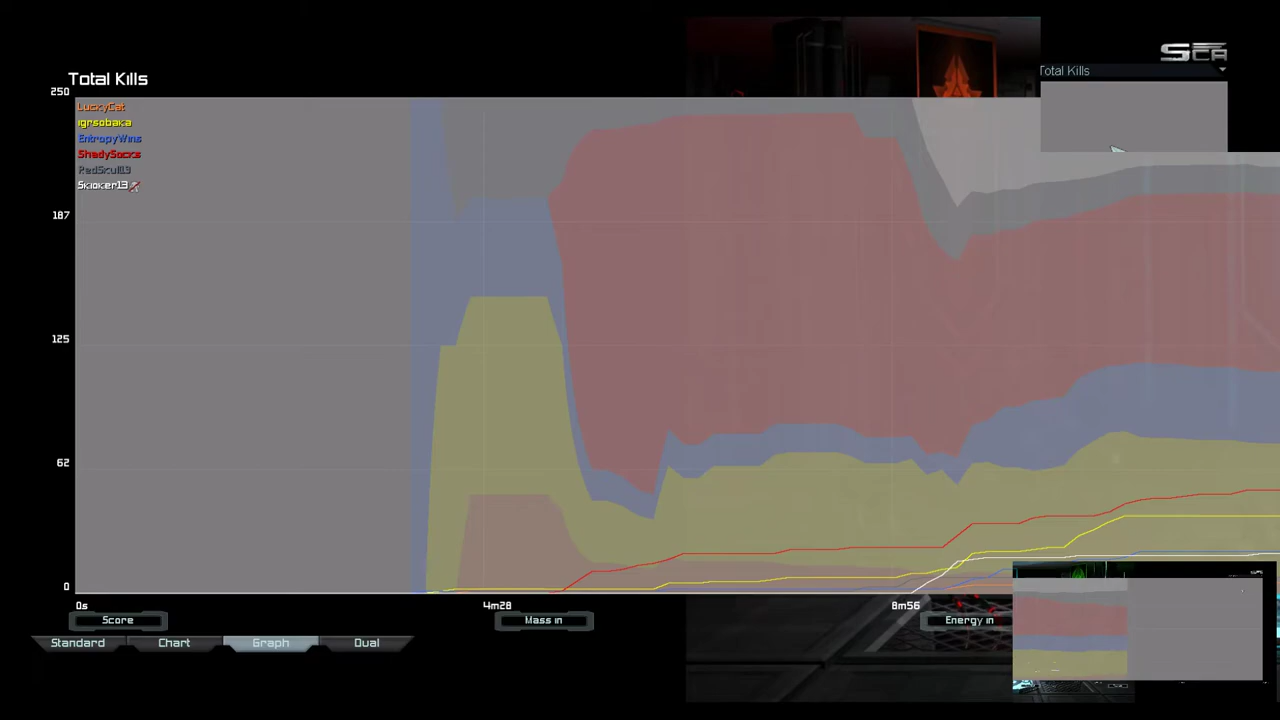 SCA
Total Kills
Total Kills
250
LuckyCat
igrsobaka
EntropyWins
ShadySocks
RedSkull13
Skioker13
187
125
62
0
0s
4m28
8m56
Score
Mass in
Energy in
Standard
Chart
Graph
Dual